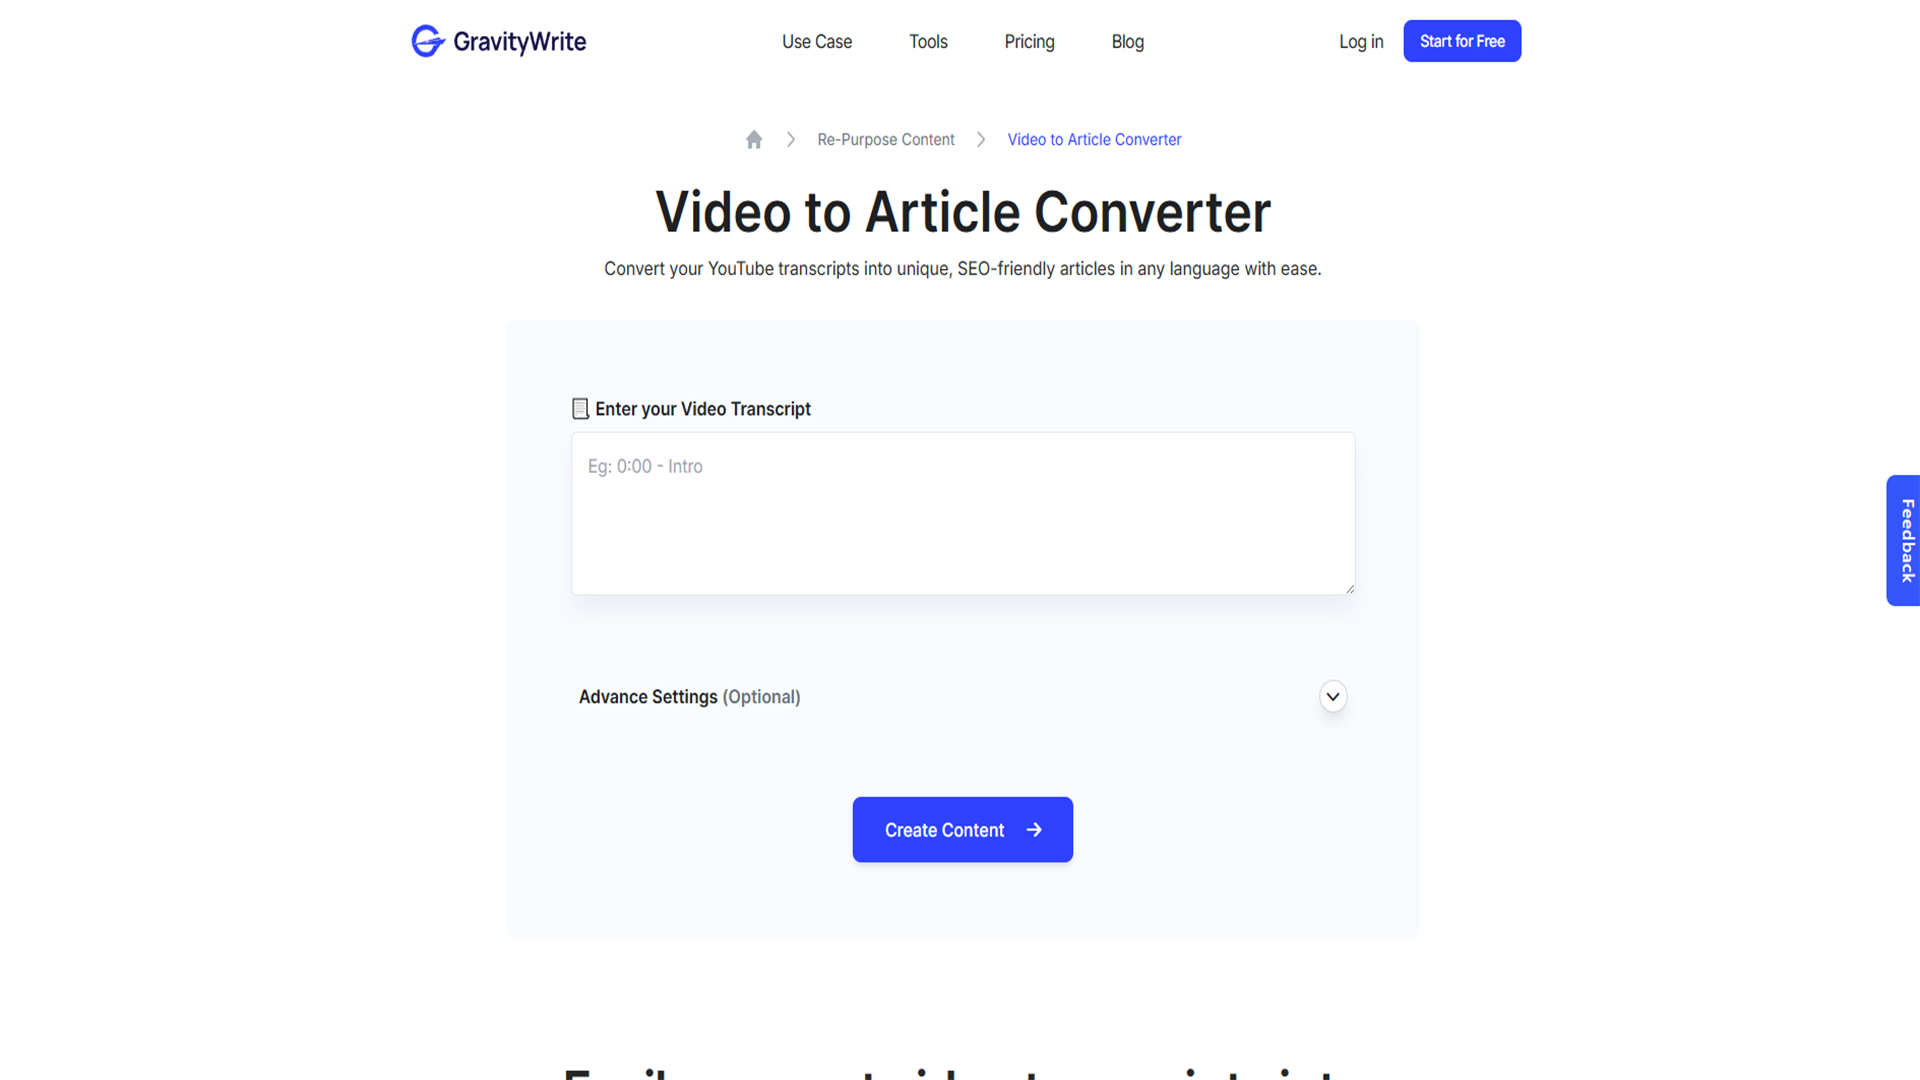 GravityWrite
Use Case
Tools
Pricing
Blog
Log in
Start for Free
Re-Purpose Content
Video to Article Converter
Video to Article Converter
Convert your YouTube transcripts into unique, SEO-friendly articles in any language with ease.
Enter your Video Transcript
Eg: 0:00 - Intro
Advance Settings (Optional)
Create Content
Feedback